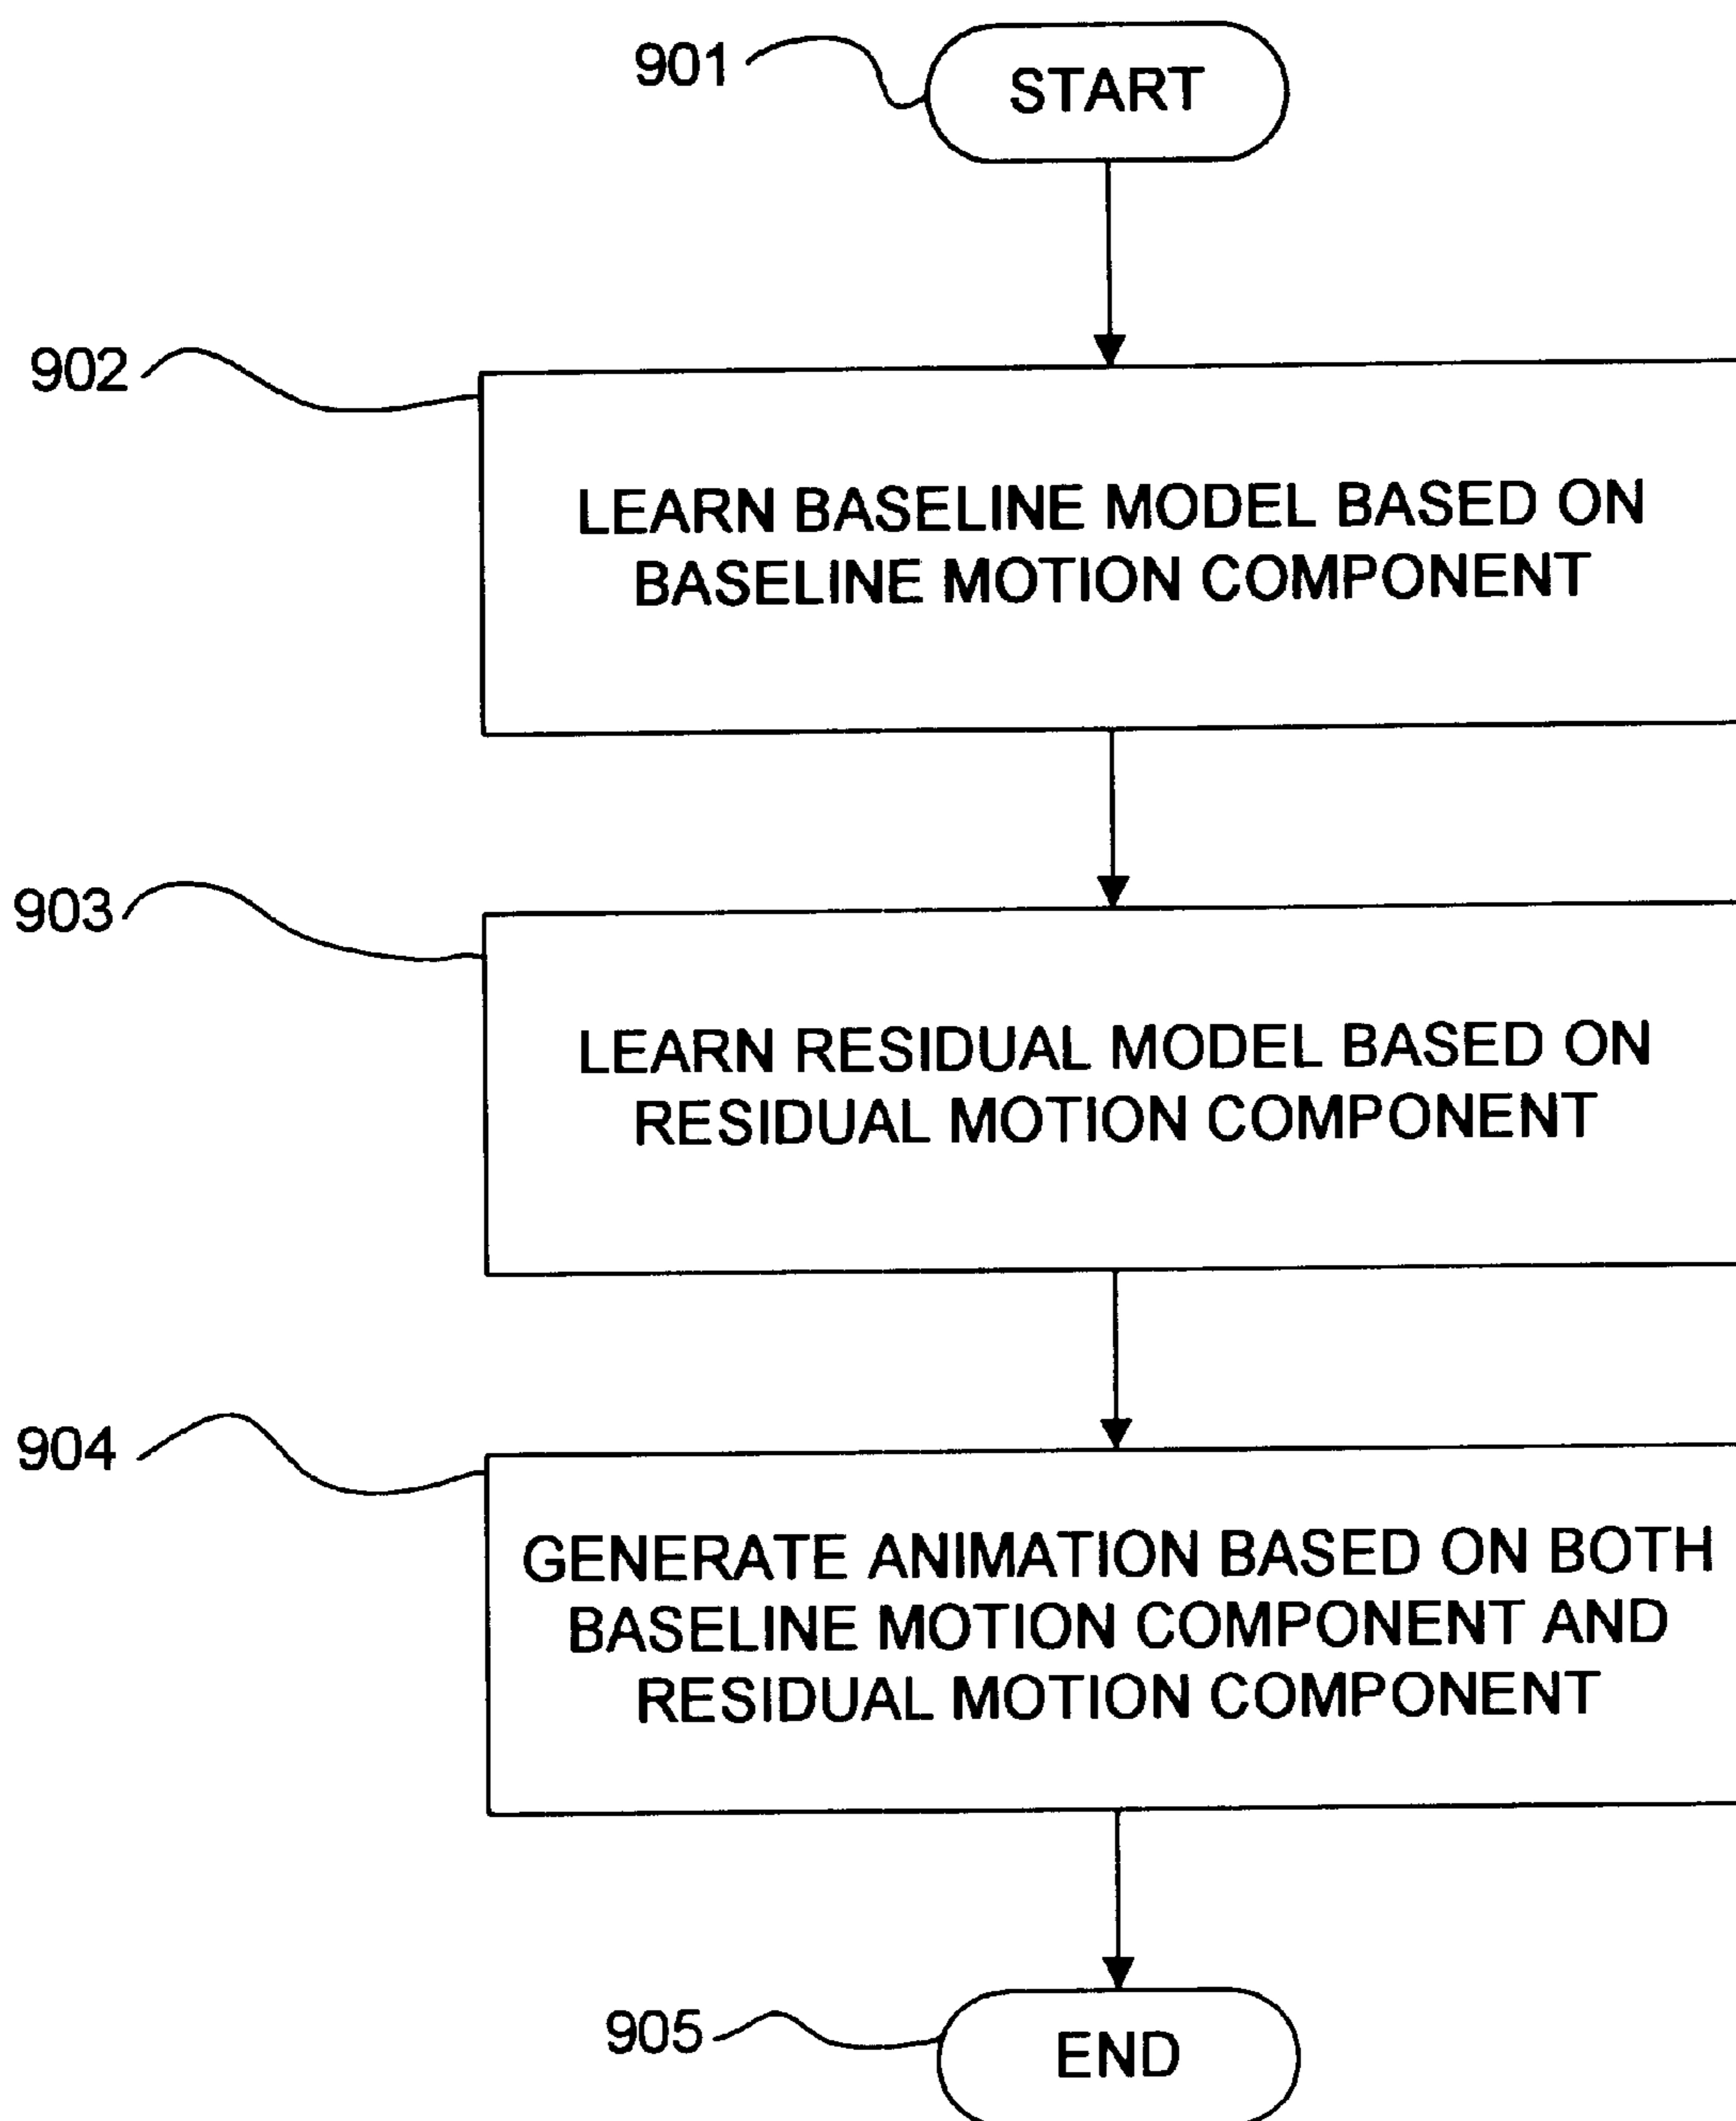 901
START
902
LEARN BASELINE MODEL BASED ON
BASELINE MOTION COMPONENT
903
LEARN RESIDUAL MODEL BASED ON
RESIDUAL MOTION COMPONENT
904
GENERATE ANIMATION BASED ON BOTH
BASELINE MOTION COMPONENT AND
RESIDUAL MOTION COMPONENT
905
END